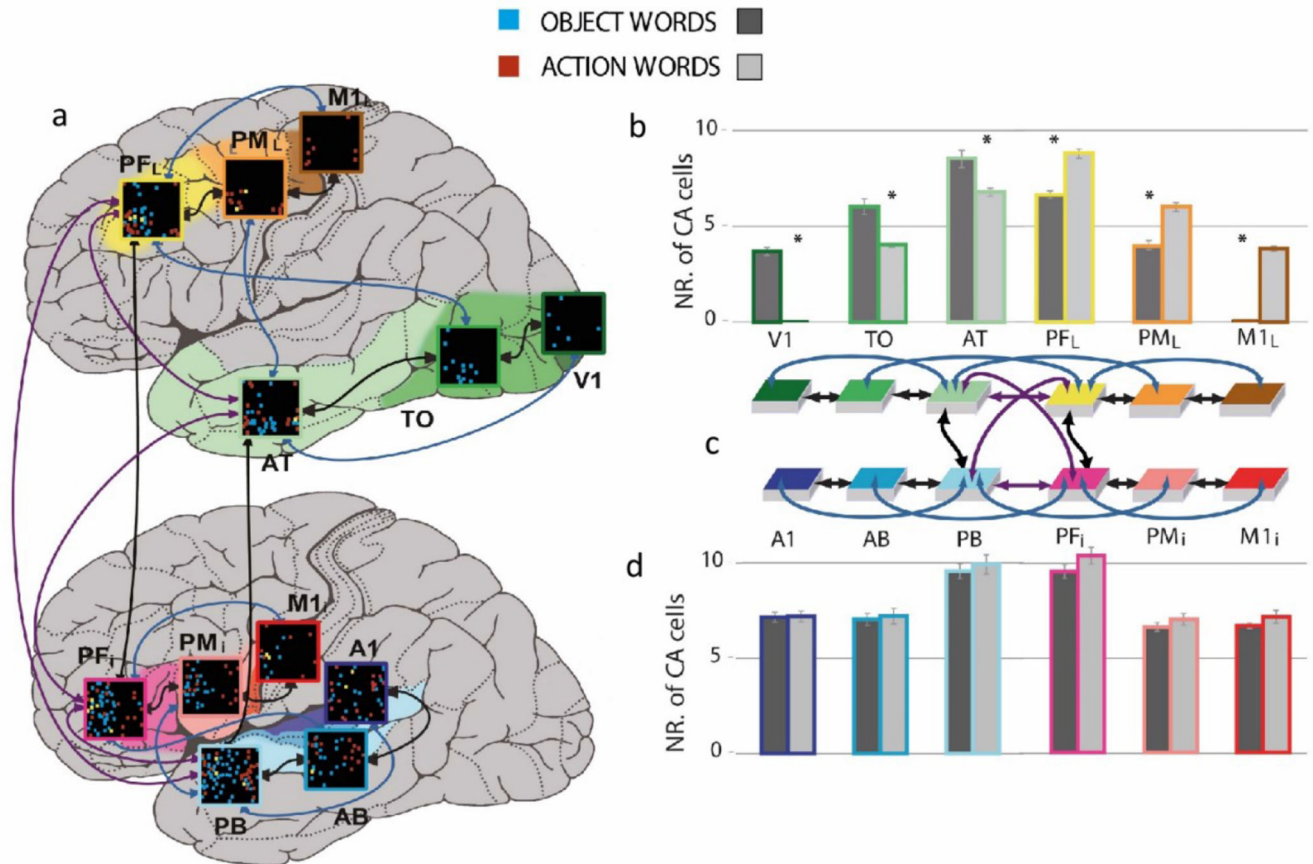 OBJECT WORDS
ACTION WORDS
a
M1L
PML
L
PFL
V1
TO
AT
b
10
5
0
NR. of CA cells
*
*
*
*
*
V1 TO AT PFL PML M1L
c
A1 AB PB PFi PMi M1i
d
10
5
0
NR. of CA cells
M1i
PMi
A1
PFi
PB
AB